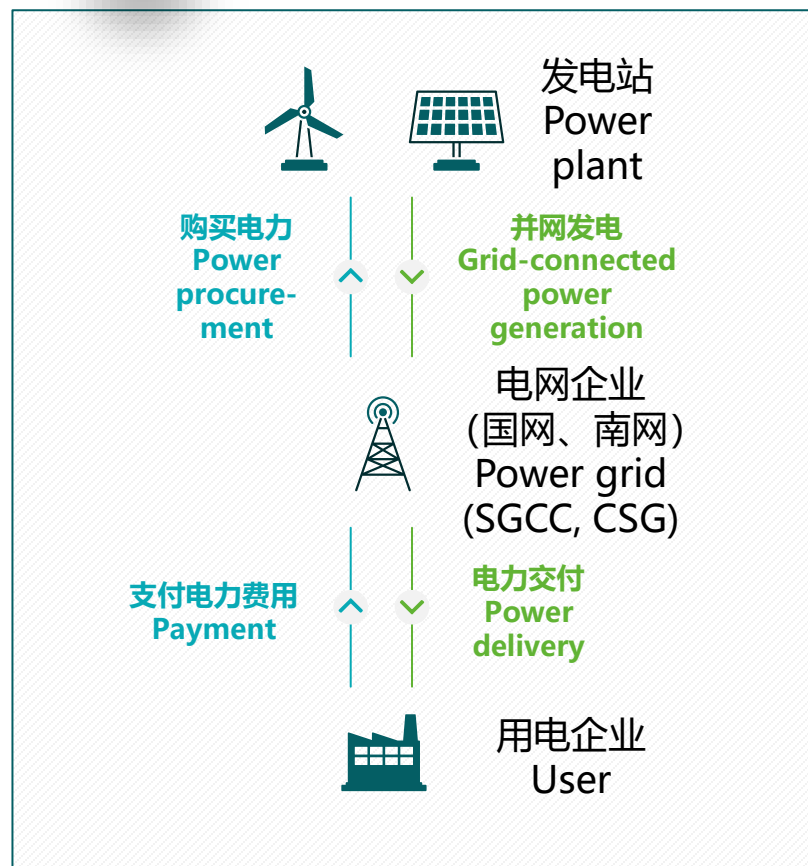 发电站
Power
plant
购买电力
Power
procure-
ment
并网发电
Grid-connected
power
generation
电网企业
（国网、南网）
Power grid
(SGCC, CSG)
支付电力费用
Payment
电力交付
Power
delivery
用电企业
User